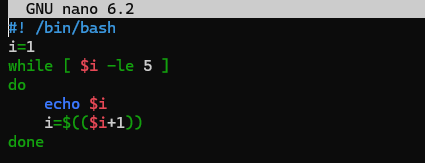 GNU nano 6.2
#! /bin/bash
i=1
while [ $i -le 5 ]
do
    echo $i
    i=$(($i+1))
done